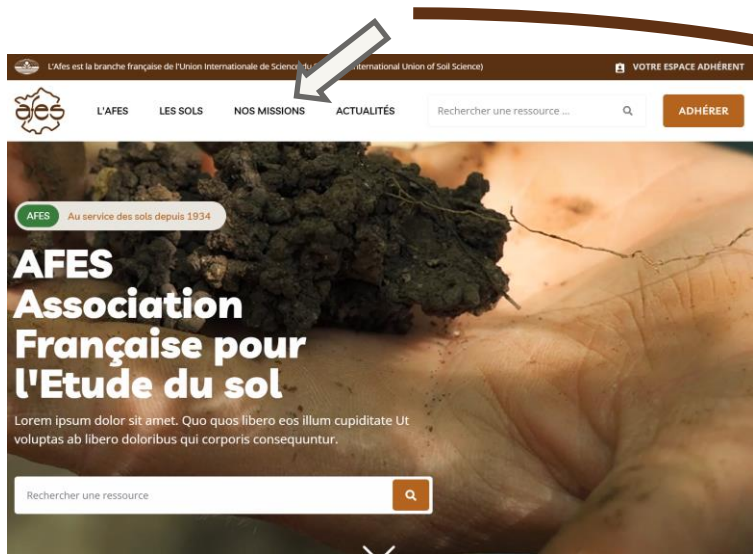 L'Afes est la branche française de l'Union Internationale de Science du International Union of Soil Science)
VOTRE ESPACE ADHÉRENT
afes
L'AFES
LES SOLS
NOS MISSIONS
ACTUALITÉS
Rechercher une ressource ...
ADHÉRER
AFES
Au service des sols depuis 1934
AFES
Association
Française pour
l'Etude du sol
Lorem ipsum dolor sit amet. Quo quos libero eos illum cupiditate Ut
voluptas ab libero doloribus qui corporis consequuntur.
Rechercher une ressource